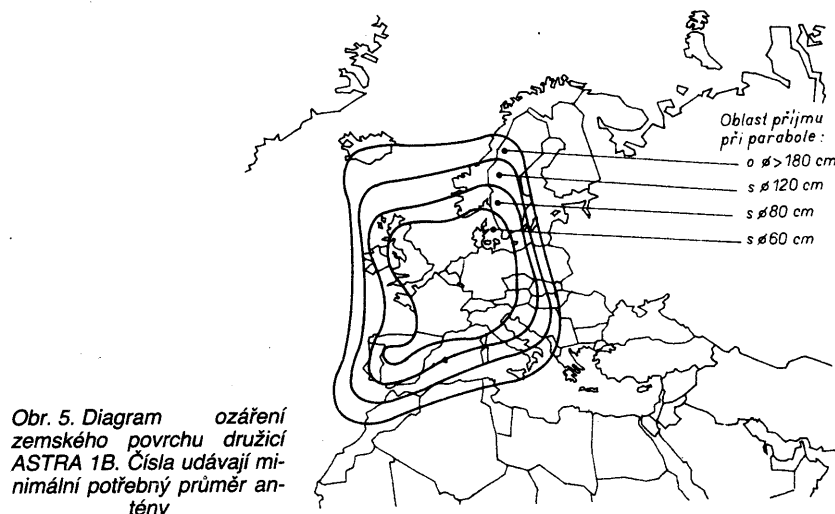 Oblast příjmu
při parabole :
o ø > 180 cm
s ø 120 cm
s ø 80 cm
s ø 60 cm
Obr. 5. Diagram ozáření
zemského povrchu družicí
ASTRA 1B. Čísla udávají mi-
nimální potřebný průměr an-
tény